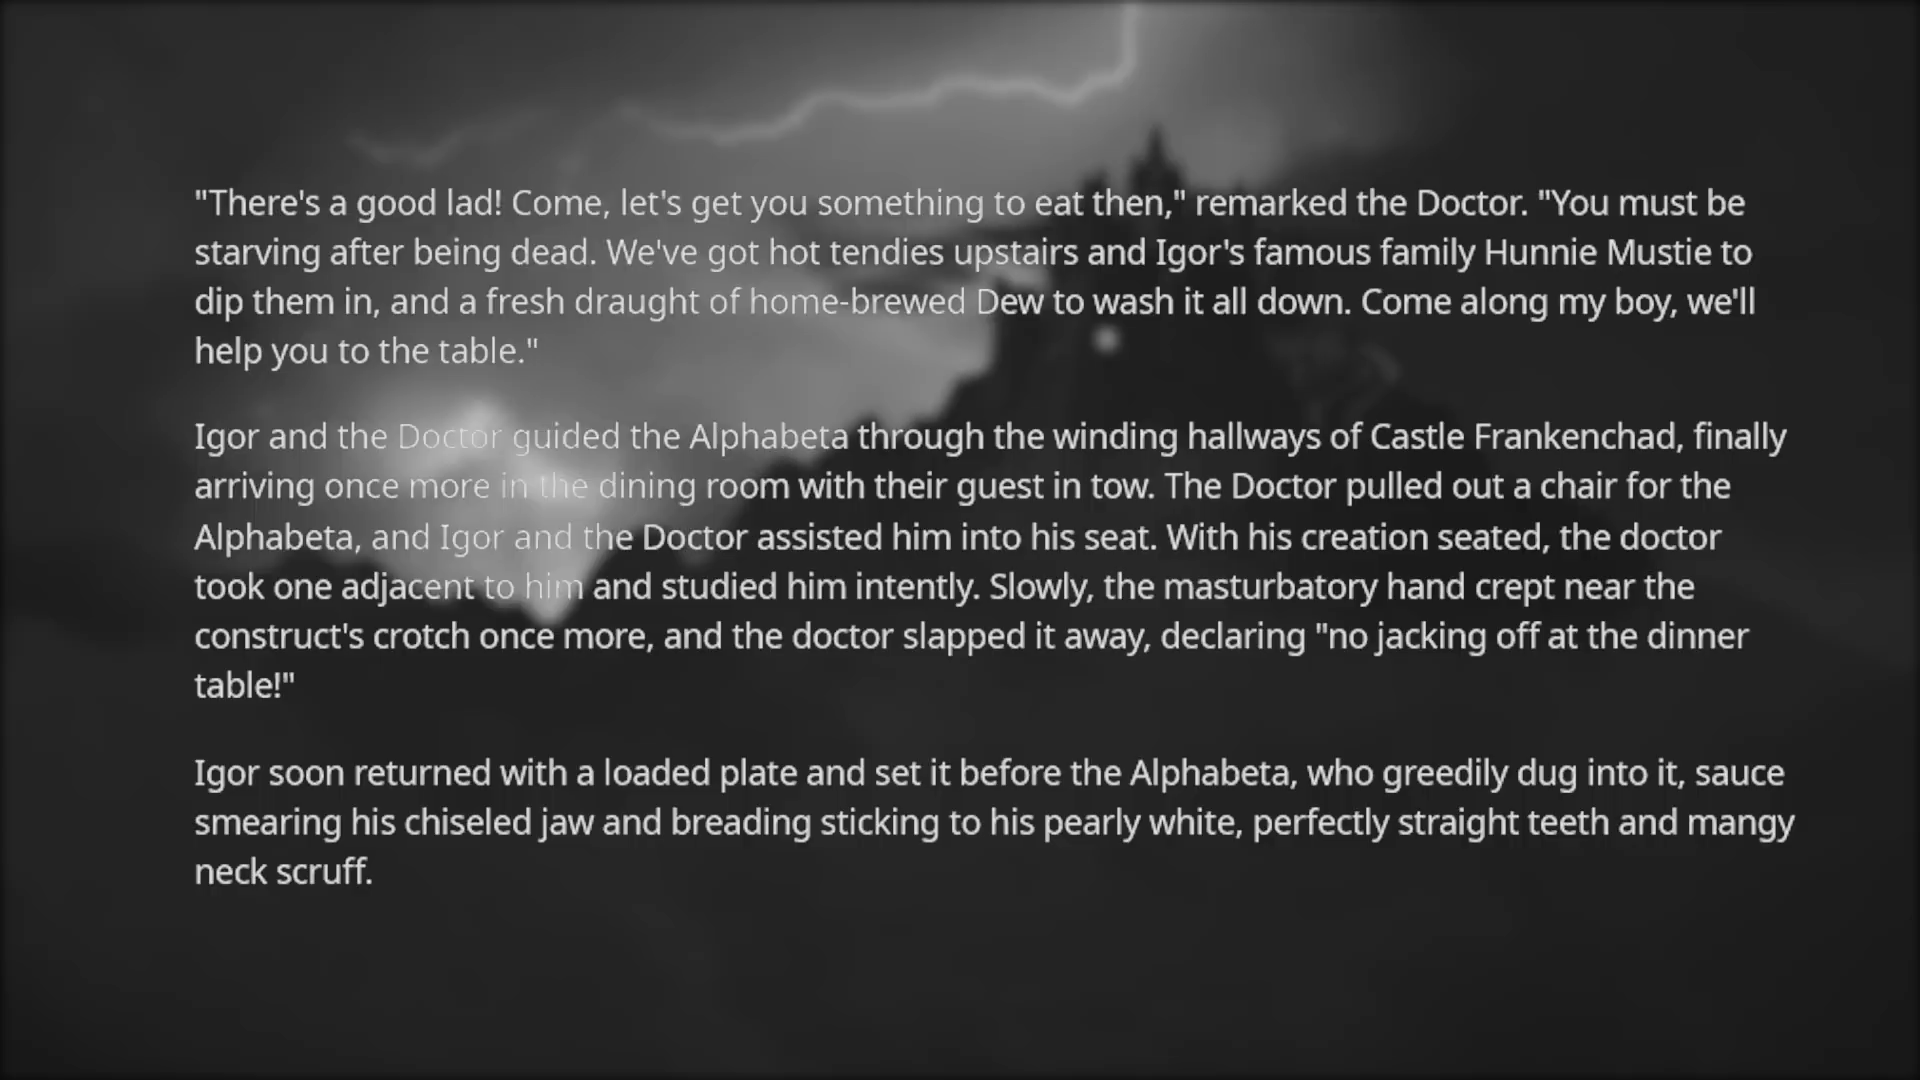 "There's a good lad! Come, let's get you something to eat then," remarked the Doctor. "You must be
starving after being dead. We've got hot tendies upstairs and Igor's famous family Hunnie Mustie to
dip them in, and a fresh draught of home-brewed Dew to wash it all down. Come along my boy, we'll
help you to the table."
Igor and the Doctor guided the Alphabeta through the winding hallways of Castle Frankenchad, finally
arriving once more in the dining room with their guest in tow. The Doctor pulled out a chair for the
Alphabeta, and Igor and the Doctor assisted him into his seat. With his creation seated, the doctor
took one adjacent to him and studied him intently. Slowly, the masturbatory hand crept near the
construct's crotch once more, and the doctor slapped it away, declaring "no jacking off at the dinner
table!"
Igor soon returned with a loaded plate and set it before the Alphabeta, who greedily dug into it, sauce
smearing his chiseled jaw and breading sticking to his pearly white, perfectly straight teeth and mangy
neck scruff.